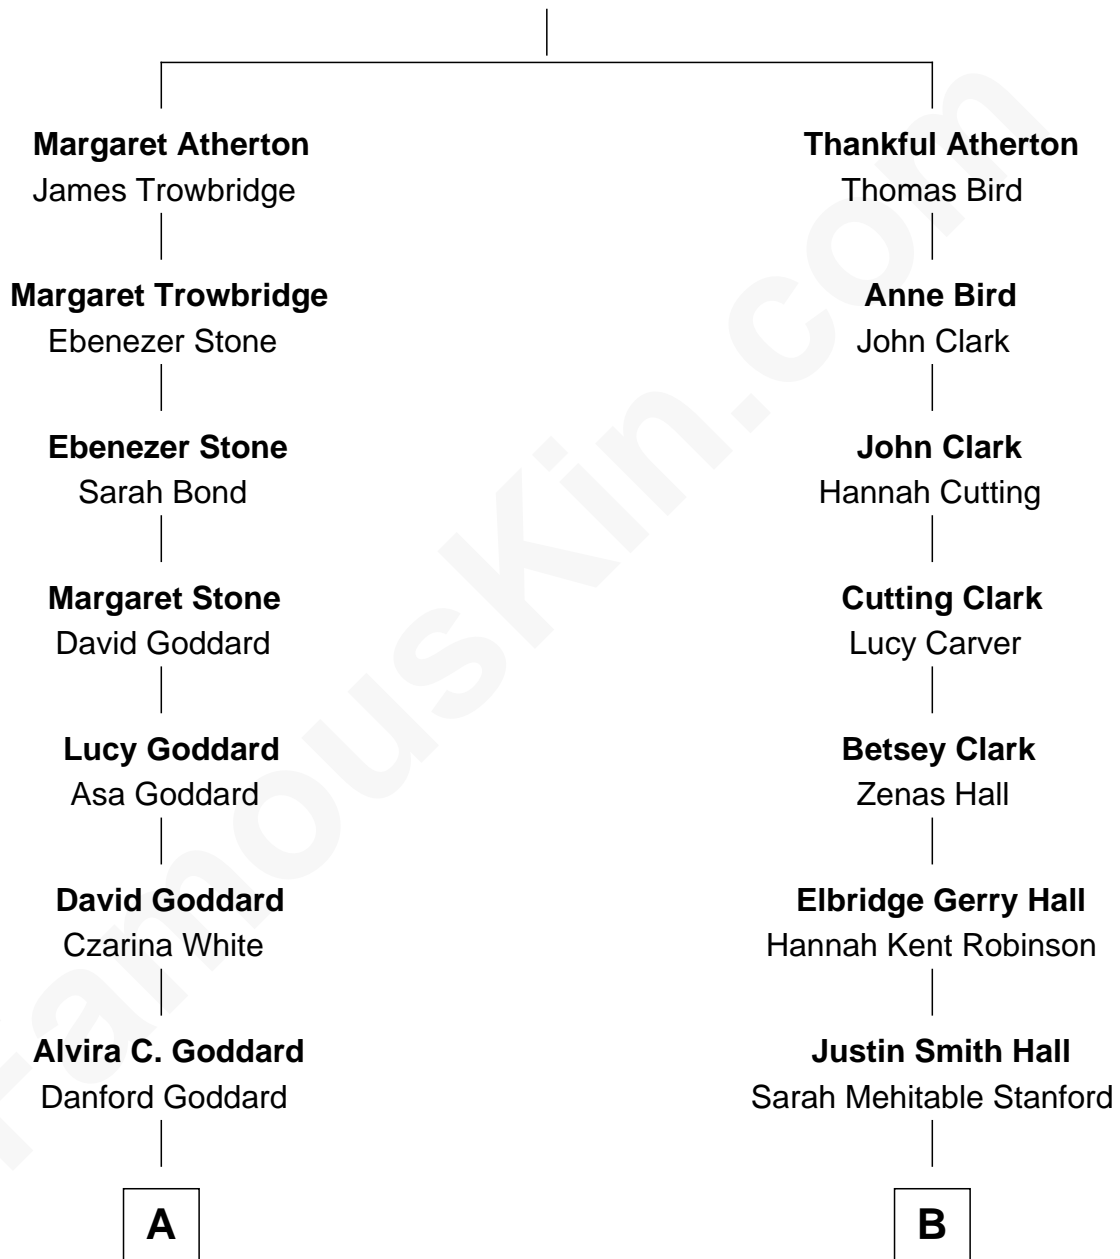 Margaret Atherton
James Trowbridge
Margaret Trowbridge
Ebenezer Stone
Ebenezer Stone
Sarah Bond
Margaret Stone
David Goddard
Lucy Goddard
Asa Goddard
David Goddard
Czarina White
Alvira C. Goddard
Danford Goddard
A
Thankful Atherton
Thomas Bird
Anne Bird
John Clark
John Clark
Hannah Cutting
Cutting Clark
Lucy Carver
Betsey Clark
Zenas Hall
Elbridge Gerry Hall
Hannah Kent Robinson
Justin Smith Hall
Sarah Mehitable Stanford
B
FamousKin.com